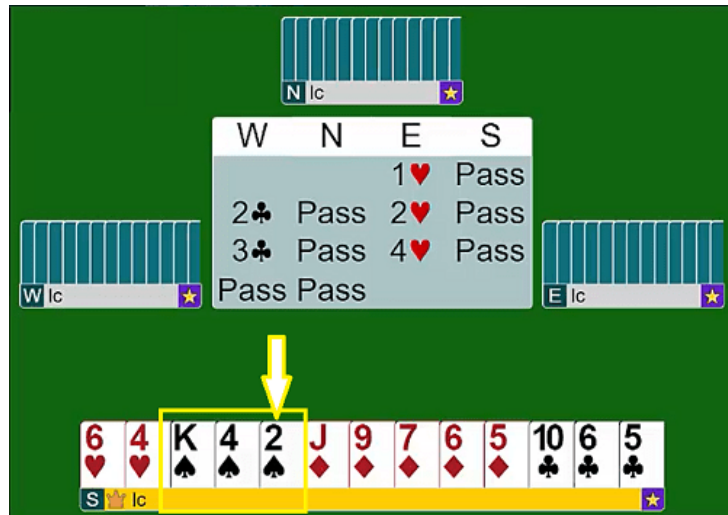 N lc
W N E S
1♥ Pass
2♣ Pass 2♥ Pass
3♣ Pass 4♥ Pass
Pass Pass
W lc
E lc
6♥ 4♥ K♠ 4♠ 2♠ J♦ 9♦ 7♦ 6♦ 5♦ 10♣ 6♣ 5♣
S lc